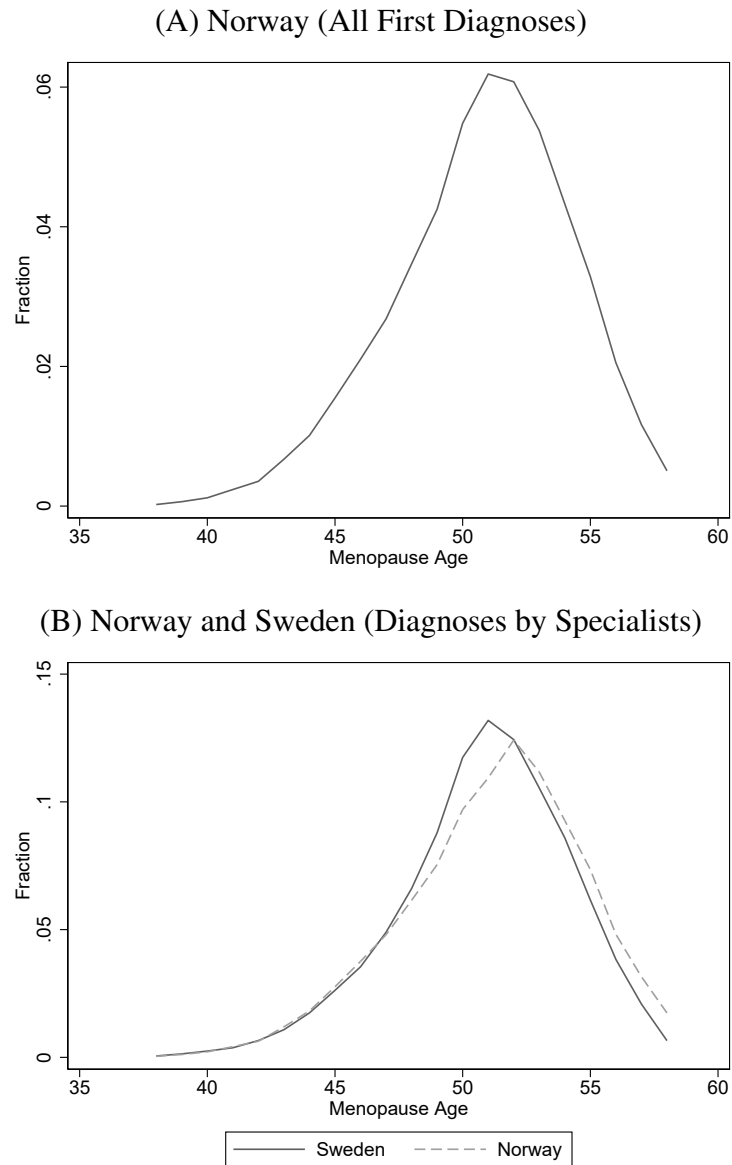 (A) Norway (All First Diagnoses)
.06
.04
.02
0
Fraction
35 40 45 50 55 60
Menopause Age
(B) Norway and Sweden (Diagnoses by Specialists)
.15
.1
.05
0
Fraction
35 40 45 50 55 60
Menopause Age
Sweden Norway